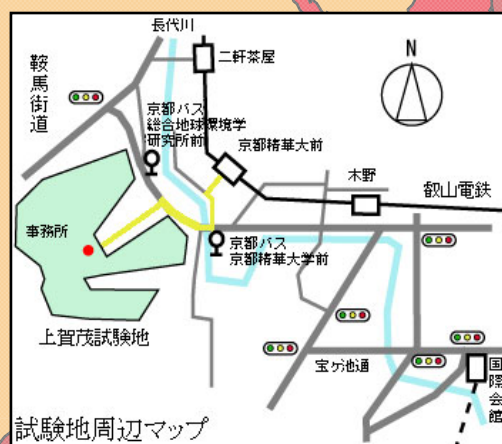 長代川
二軒茶屋
N
鞍馬
街道
京都バス
総合地球環境学
研究所前
京都精華大前
木野
叡山電鉄
事務所
京都バス
京都精華大学前
上賀茂試験地
宝ヶ池通
国際会館
試験地周辺マップ